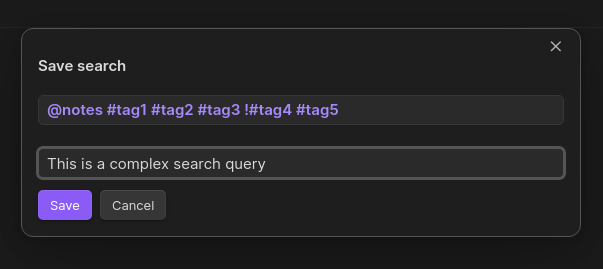 Save search
@notes #tag1 #tag2 #tag3 !#tag4 #tag5
This is a complex search query
Save Cancel